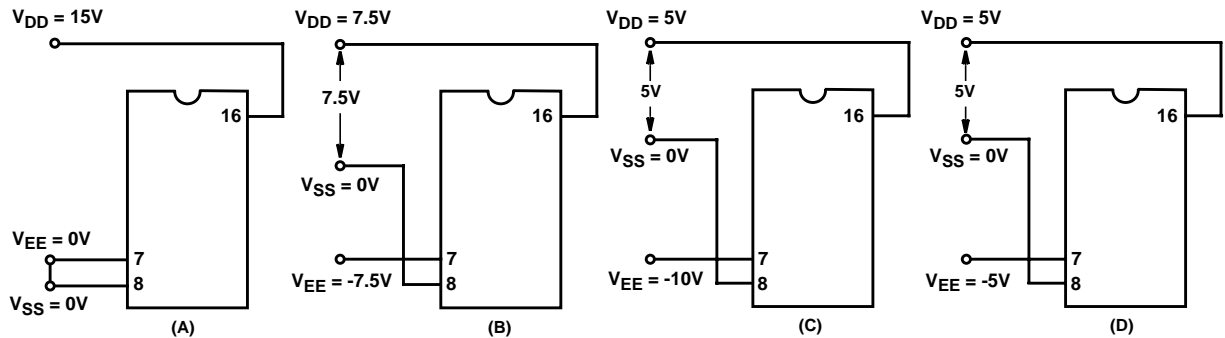 VDD = 15V
16
VEE = 0V
7
8
VSS = 0V
(A)
VDD = 7.5V
7.5V
16
VSS = 0V
7
VEE = -7.5V
8
(B)
VDD = 5V
5V
16
VSS = 0V
7
VEE = -10V
8
(C)
VDD = 5V
5V
16
VSS = 0V
7
VEE = -5V
8
(D)